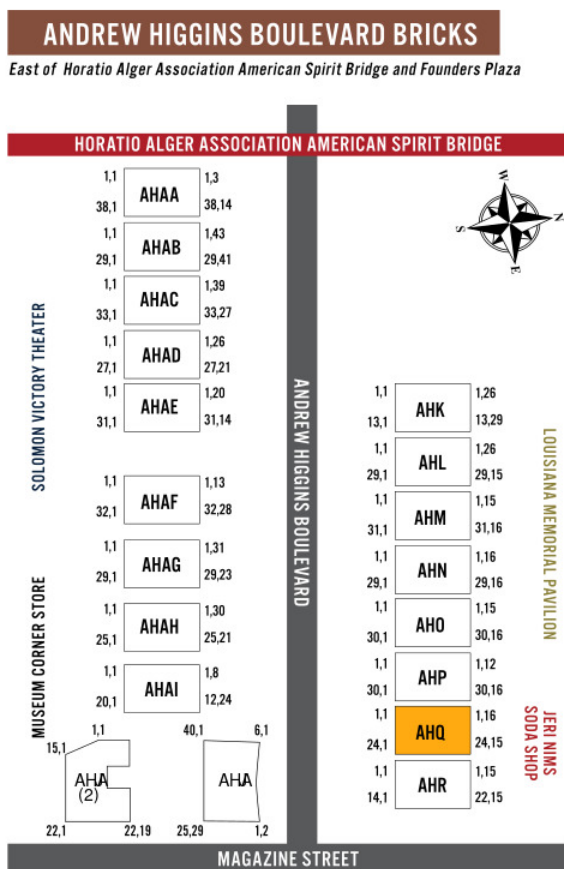 ANDREW HIGGINS BOULEVARD BRICKS
East of Horatio Alger Association American Spirit Bridge and Founders Plaza
HORATIO ALGER ASSOCIATION AMERICAN SPIRIT BRIDGE
W
N
S
E
SOLOMON VICTORY THEATER
MUSEUM CORNER STORE
1,1 1,3
AHAA
38,1 38,14
1,1 1,43
AHAB
29,1 29,41
1,1 1,39
AHAC
33,1 33,27
1,1 1,26
AHAD
27,1 27,21
1,1 1,20
AHAE
31,1 31,14
1,1 1,13
AHAF
32,1 32,28
1,1 1,31
AHAG
29,1 29,23
1,1 1,30
AHAH
25,1 25,21
1,1 1,8
AHAI
20,1 12,24
1,1
15,1
AHA
(2)
22,1 22,19
40,1 6,1
AHA
25,29 1,2
ANDREW HIGGINS BOULEVARD
1,1 1,26
AHK
13,1 13,29
1,1 1,26
AHL
29,1 29,15
1,1 1,15
AHM
31,1 31,16
1,1 1,16
AHN
29,1 29,16
1,1 1,15
AHO
30,1 30,16
1,1 1,12
AHP
30,1 30,16
1,1 1,16
AHQ
24,1 24,15
1,1 1,15
AHR
14,1 22,15
LOUISIANA MEMORIAL PAVILION
JERI NIMS
SODA SHOP
MAGAZINE STREET